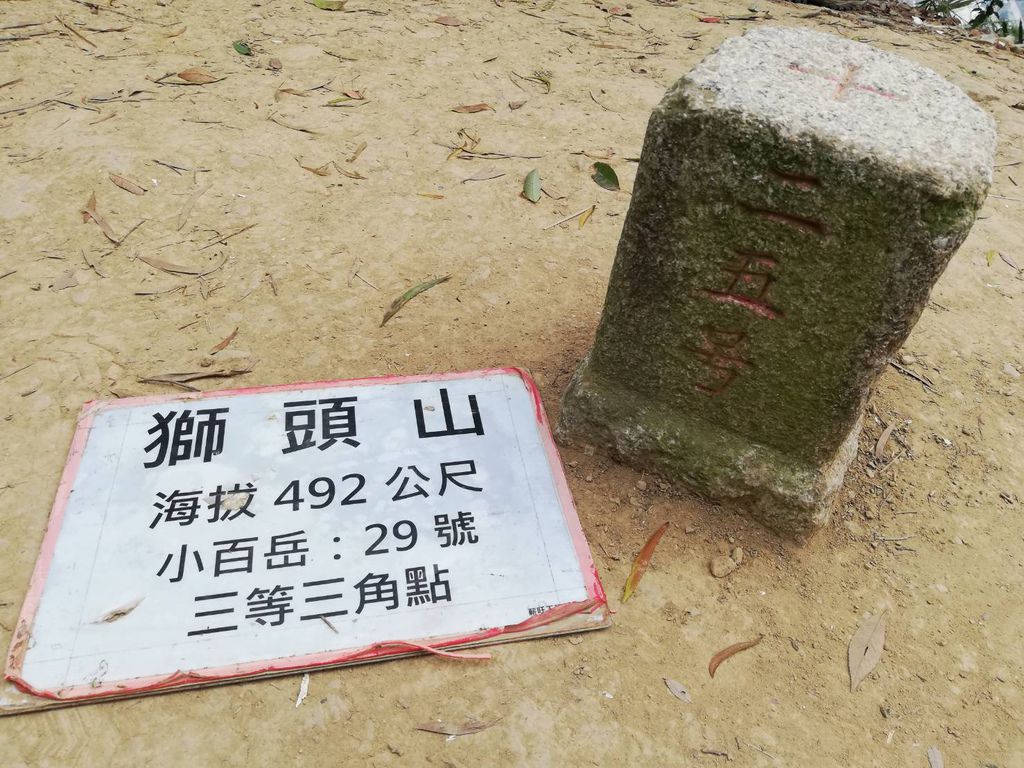 獅頭山
海拔 492 公尺
小百岳：29 號
三等三角點
十
二五号